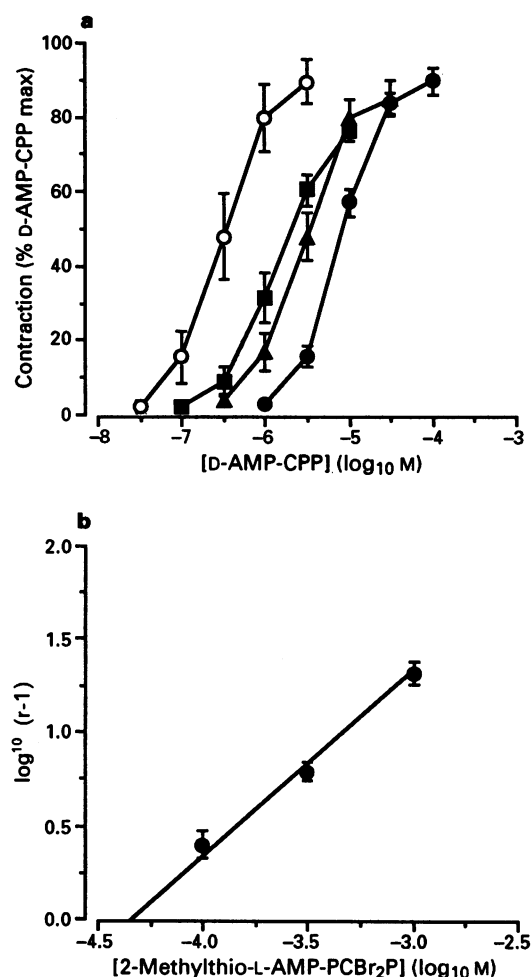 a
100
80
60
40
20
0
Contraction (% D-AMP-CPP max)
−8 −7 −6 −5 −4 −3
[D-AMP-CPP] (log10 M)
b
2.0
1.5
1.0
0.5
0.0
log10 (r-1)
−4.5 −4.0 −3.5 −3.0 −2.5
[2-Methylthio-L-AMP-PCBr2P] (log10 M)